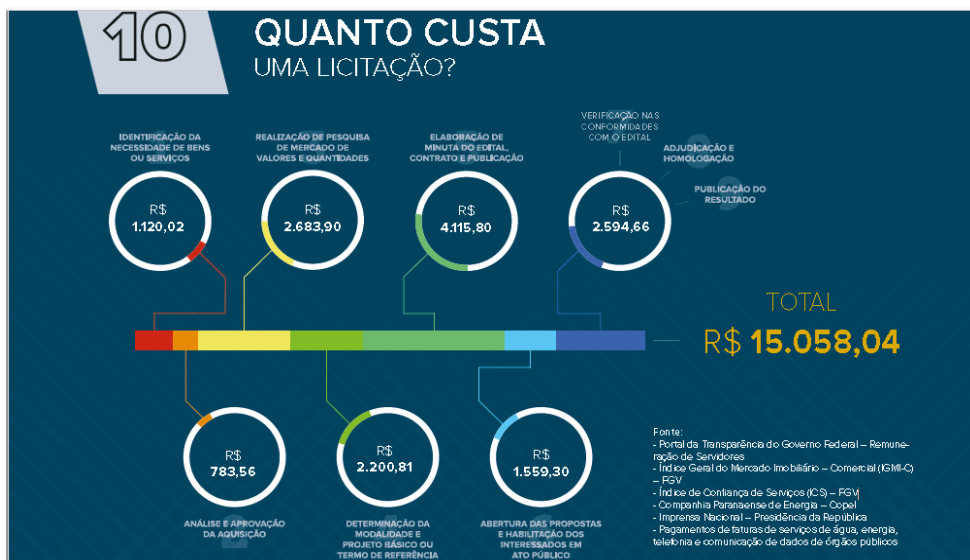 10
QUANTO CUSTA
UMA LICITAÇÃO?
IDENTIFICAÇÃO DA
NECESSIDADE DE BENS
OU SERVIÇOS
R$
1.120,02
REALIZAÇÃO DE PESQUISA
DE MERCADO DE
VALORES E QUANTIDADES
R$
2.683,90
ELABORAÇÃO DE
MINUTA DO EDITAL,
CONTRATO E PUBLICAÇÃO
R$
4.115,80
VERIFICAÇÃO NAS
CONFORMIDADES
COM O EDITAL
ADJUDICAÇÃO E
HOMOLOGAÇÃO
PUBLICAÇÃO DO
RESULTADO
R$
2.594,66
TOTAL
R$ 15.058,04
R$
783,56
ANÁLISE E APROVAÇÃO
DA AQUISIÇÃO
R$
2.200,81
DETERMINAÇÃO DA
MODALIDADE E
PROJETO BÁSICO OU
TERMO DE REFERÊNCIA
R$
1.559,30
ABERTURA DAS PROPOSTAS
E HABILITAÇÃO DOS
INTERESSADOS EM
ATO PÚBLICO
Fonte:
- Portal da Transparência do Governo Federal – Remune-
ração de Servidores
- Índice Geral do Mercado Imobiliário – Comercial (IGMI-C)
– FGV
- Índice de Confiança de Serviços (ICS) – FGV
- Companhia Paranaense de Energia – Copel
- Imprensa Nacional – Presidência da República
- Pagamentos de faturas de serviços de água, energia,
telefonia e comunicação de dados de órgãos públicos